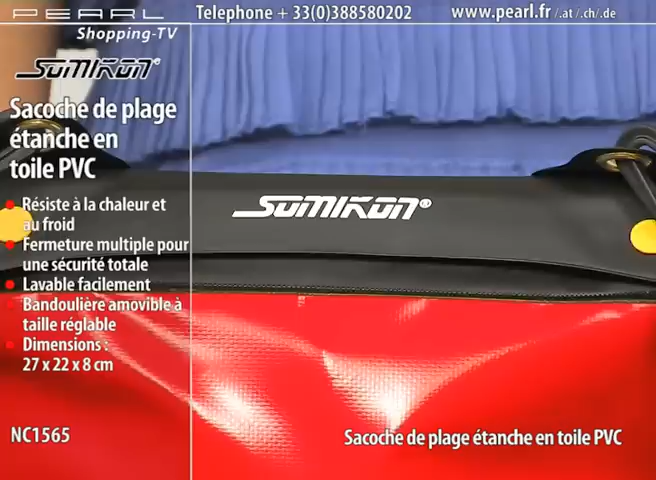 PEARL
Shopping-TV
Telephone + 33(0)388580202
www.pearl.fr /.at /.ch/.de
SOMIKON®
Sacoche de plage
étanche en
toile PVC
Résiste à la chaleur et
au froid
Fermeture multiple pour
une sécurité totale
Lavable facilement
Bandoulière amovible à
taille réglable
Dimensions :
27 x 22 x 8 cm
NC1565
SOMIKON®
Sacoche de plage étanche en toile PVC